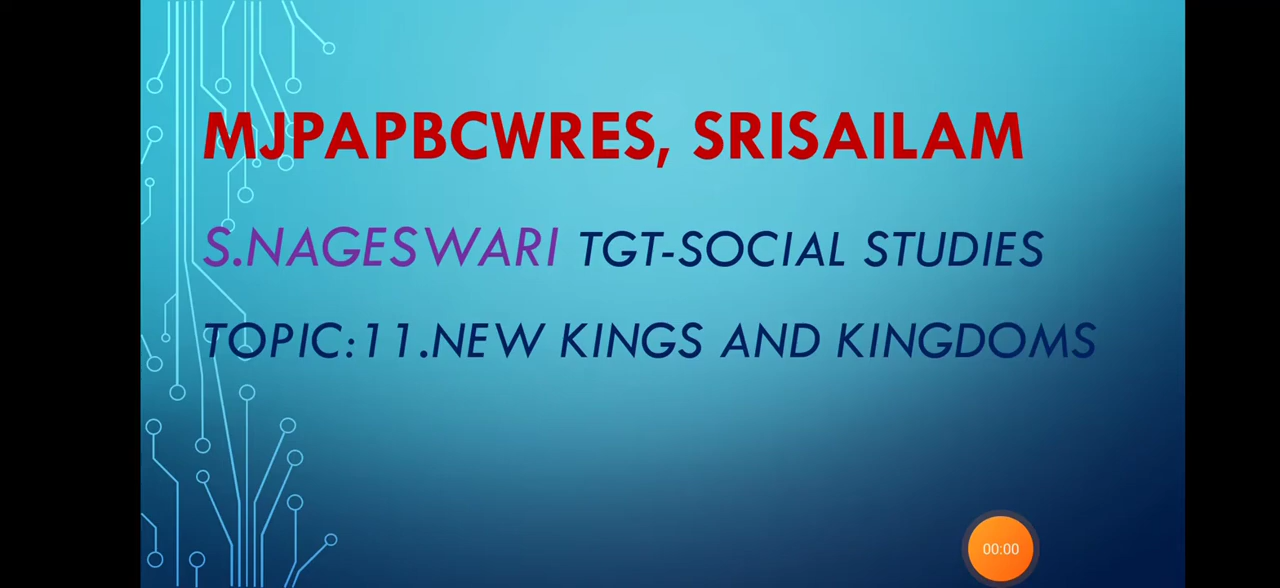 MJPAPBCWRES, SRISAILAM
S.NAGESWARI TGT-SOCIAL STUDIES
TOPIC:11.NEW KINGS AND KINGDOMS
00:00